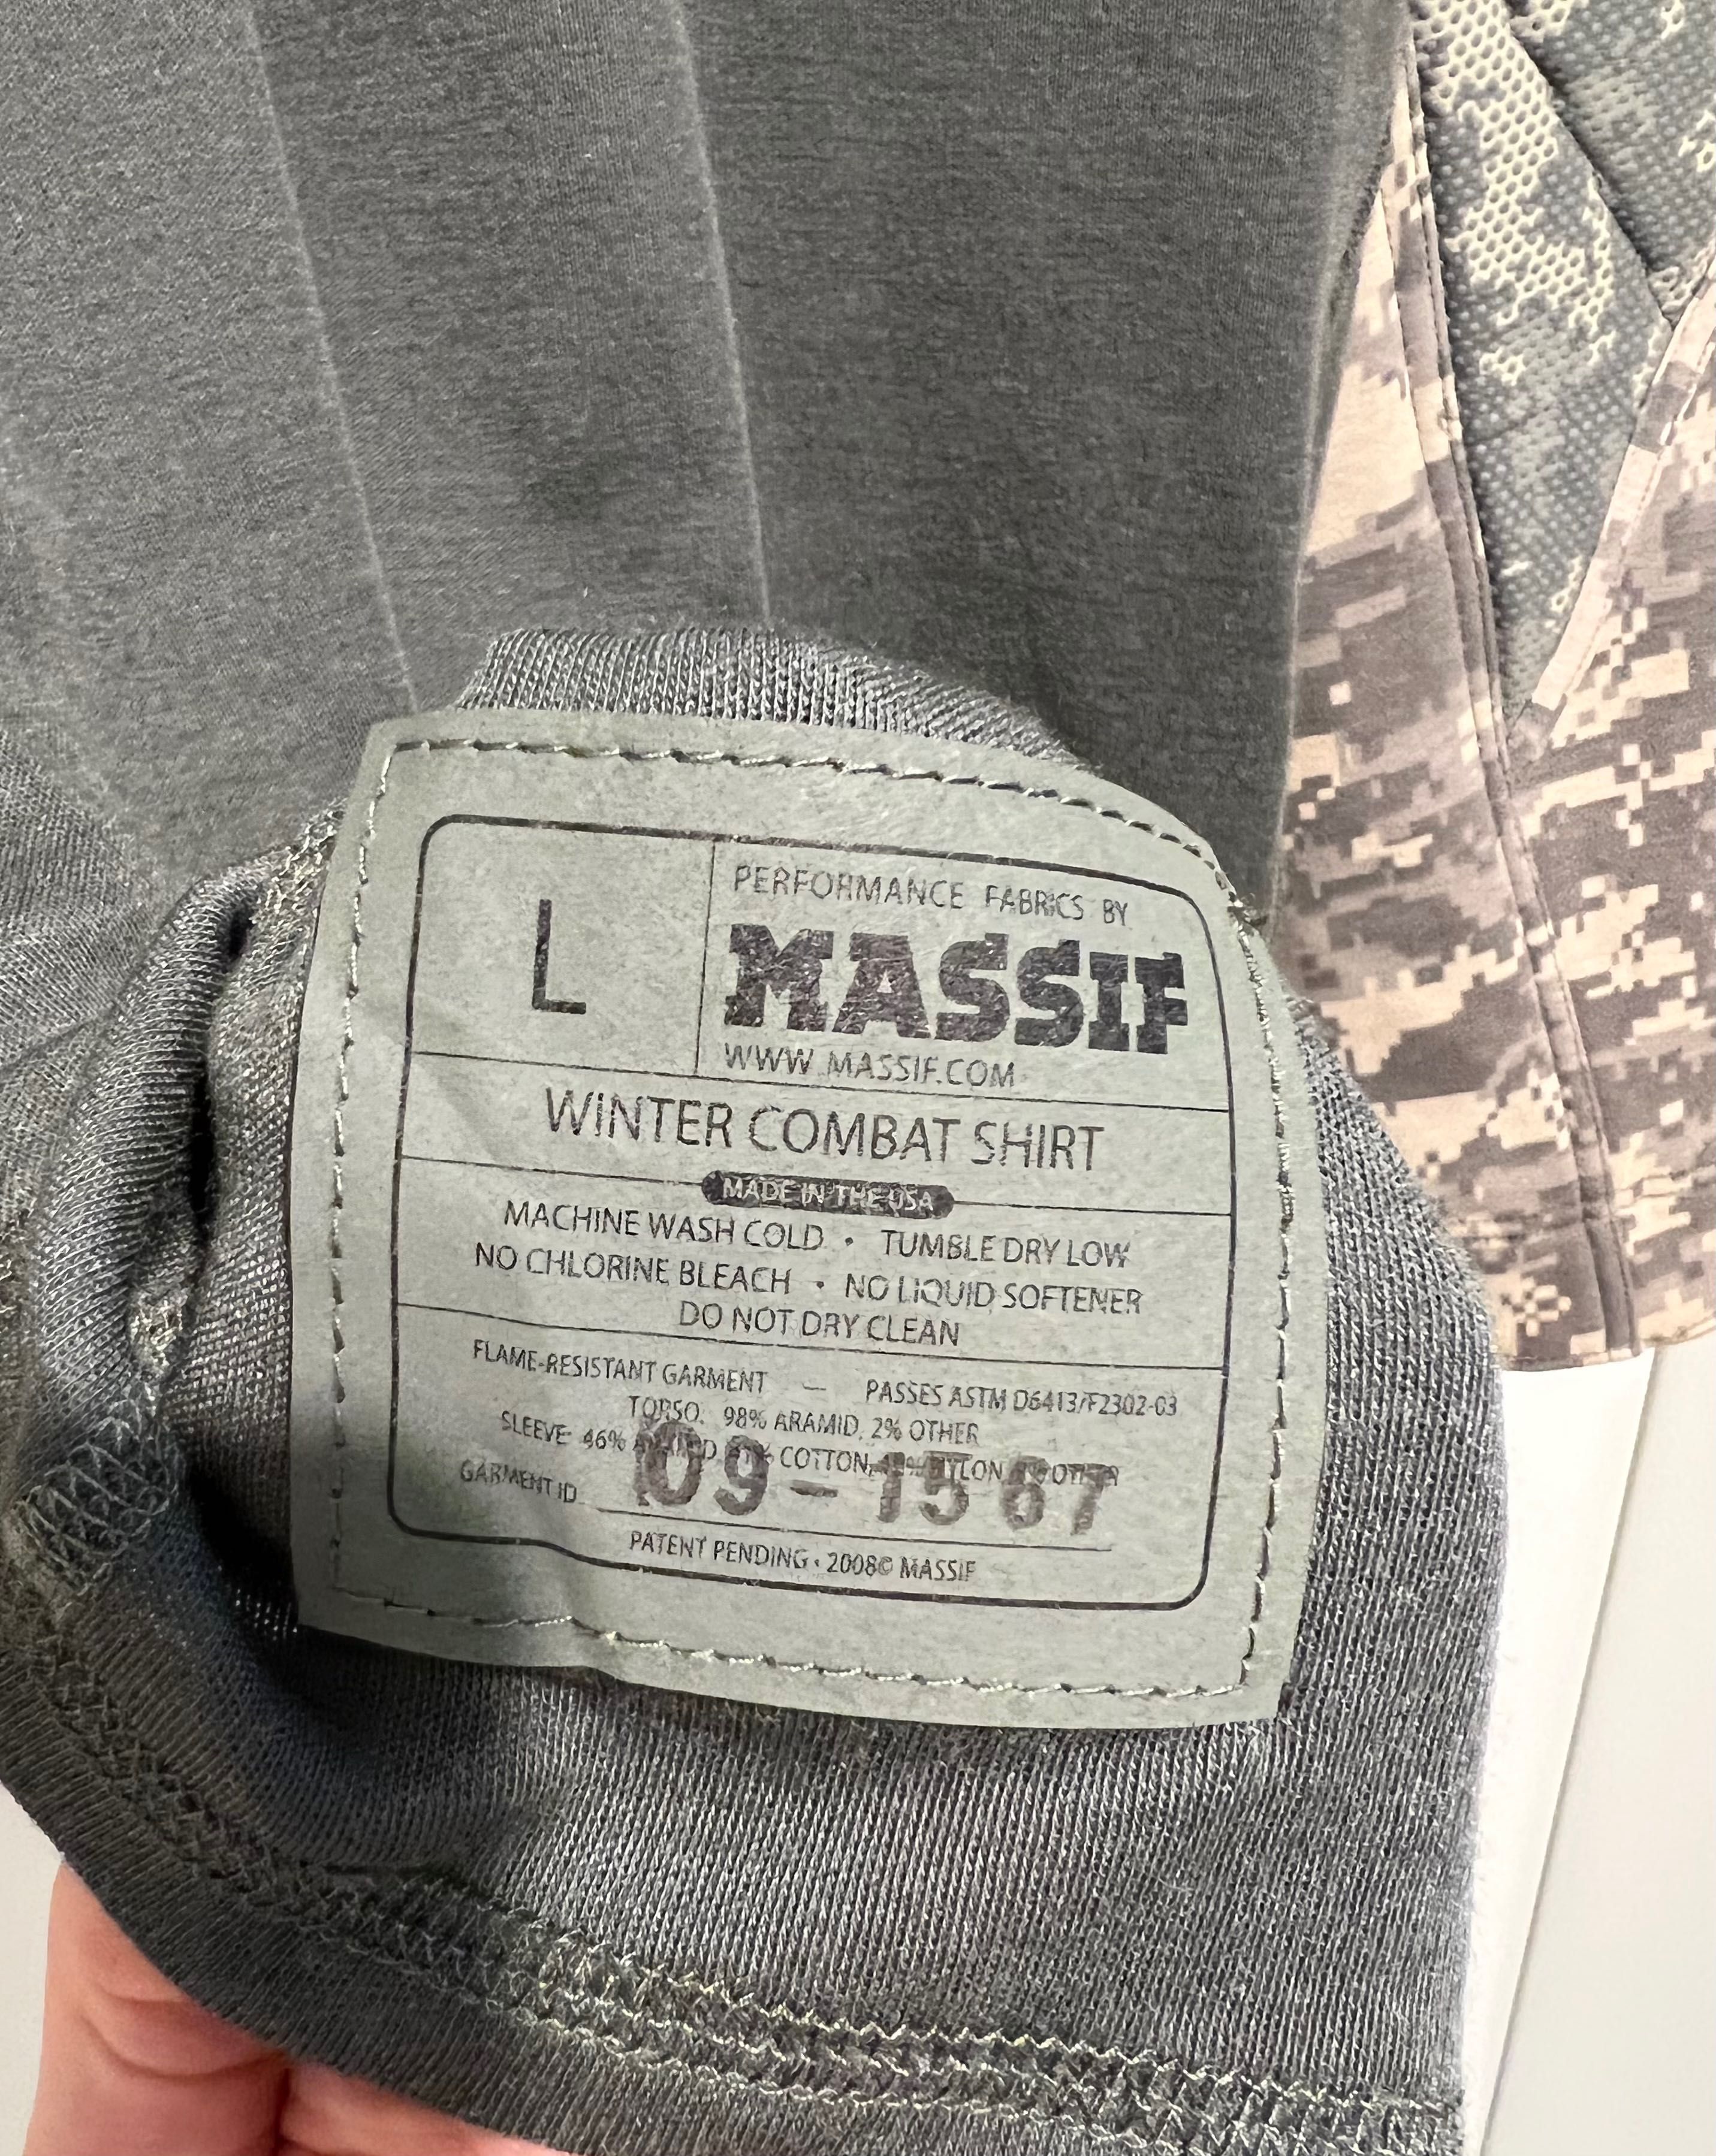 L
PERFORMANCE FABRICS BY
MASSIF
WWW.MASSIF.COM
WINTER COMBAT SHIRT
MADE IN THE USA
MACHINE WASH COLD • TUMBLE DRY LOW
NO CHLORINE BLEACH • NO LIQUID SOFTENER
DO NOT DRY CLEAN
FLAME-RESISTANT GARMENT — PASSES ASTM D6413/F2302-03
TORSO: 98% ARAMID, 2% OTHER
SLEEVE: 46% COTTON,
GARMENT ID 09-1567
PATENT PENDING • 2008© MASSIF